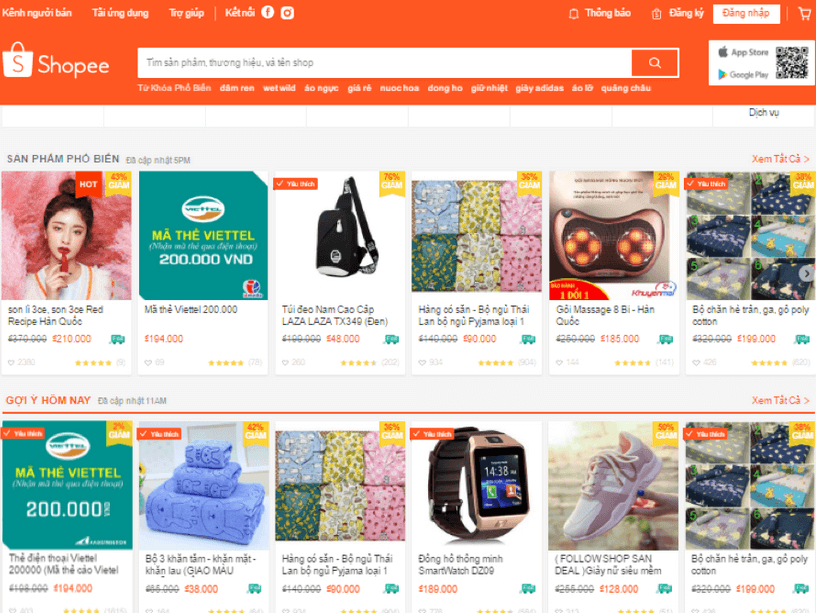 Kênh người bán Tải ứng dụng Trợ giúp Kết nối Thông báo Đăng ký Đăng nhập
Shopee
Tìm sản phẩm, thương hiệu, và tên shop
App Store
Google Play
Từ Khóa Phổ Biến đầm ren wet wild áo ngực giá rẻ nuoc hoa dong ho giữ nhiệt giày adidas áo lỡ quảng châu
Dịch vụ
SẢN PHẨM PHỔ BIẾN Đã cập nhật 5PM Xem Tất Cả >
HOT
43% GIẢM
son lì 3ce, son 3ce Red
Recipe Hàn Quốc
₫370.000 ₫210.000
2380 (9)
VIETTEL
MÃ THẺ VIETTEL
(Nhận mã thẻ qua điện thoại)
200.000 VND
Mã thẻ Viettel 200.000
₫194.000
69 (78)
Yêu thích
76% GIẢM
Túi đeo Nam Cao Cấp
LAZA LAZA TX349 (Đen)
₫199.000 ₫48.000
260 (202)
36% GIẢM
Hàng có sẵn - Bộ ngủ Thái
Lan bộ ngủ Pyjama loại 1
₫140.000 ₫90.000
904 (904)
26% GIẢM
BẢO HÀNH
1 ĐỔI 1
Khuyenmai
Gối Massage 8 Bi - Hàn
Quốc
₫250.000 ₫185.000
144 (141)
Yêu thích
38% GIẢM
Bộ chăn hè trần, ga, gố poly
cotton
₫320.000 ₫199.000
426 (620)
GỢI Ý HÔM NAY Đã cập nhật 11AM Xem Tất Cả >
Yêu thích
2% GIẢM
VIETTEL
MÃ THẺ VIETTEL
(Nhận mã thẻ qua điện thoại)
200.000
Thẻ điện thoại Viettel
200000 (Mã thẻ cào Viettel
₫198.000 ₫194.000
Yêu thích
42% GIẢM
Bộ 3 khăn tắm - khăn mặt -
khăn lau (GIAO MÀU
₫65.000 ₫38.000
36% GIẢM
Hàng có sẵn - Bộ ngủ Thái
Lan bộ ngủ Pyjama loại 1
₫140.000 ₫90.000
Yêu thích
14:38
Đồng hồ thông minh
SmartWatch DZ09
₫189.000
50% GIẢM
( FOLLOW SHOP SAN
DEAL )Giày nữ siêu mềm
₫255.000 ₫128.000
Yêu thích
38% GIẢM
Bộ chăn hè trần, ga, gố poly
cotton
₫320.000 ₫199.000